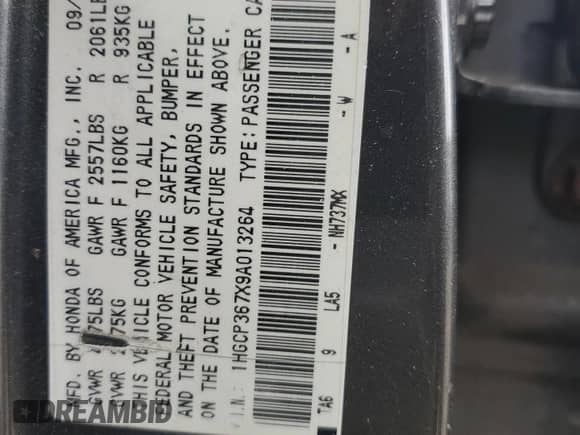 MFD. BY HONDA OF AMERICA MFG., INC. 09/
GVWR 75LBS GAWR F 2557LBS R 2061LB
GVWR 75KG GAWR F 1160KG R 935KG
THIS VEHICLE CONFORMS TO ALL APPLICABLE
FEDERAL MOTOR VEHICLE SAFETY, BUMPER,
AND THEFT PREVENTION STANDARDS IN EFFECT
ON THE DATE OF MANUFACTURE SHOWN ABOVE.
V.I.N.: 1HGCP367X9A013264 TYPE: PASSENGER CA
TA6 9 LA5 - NH737MX - W - A
DREAMBID